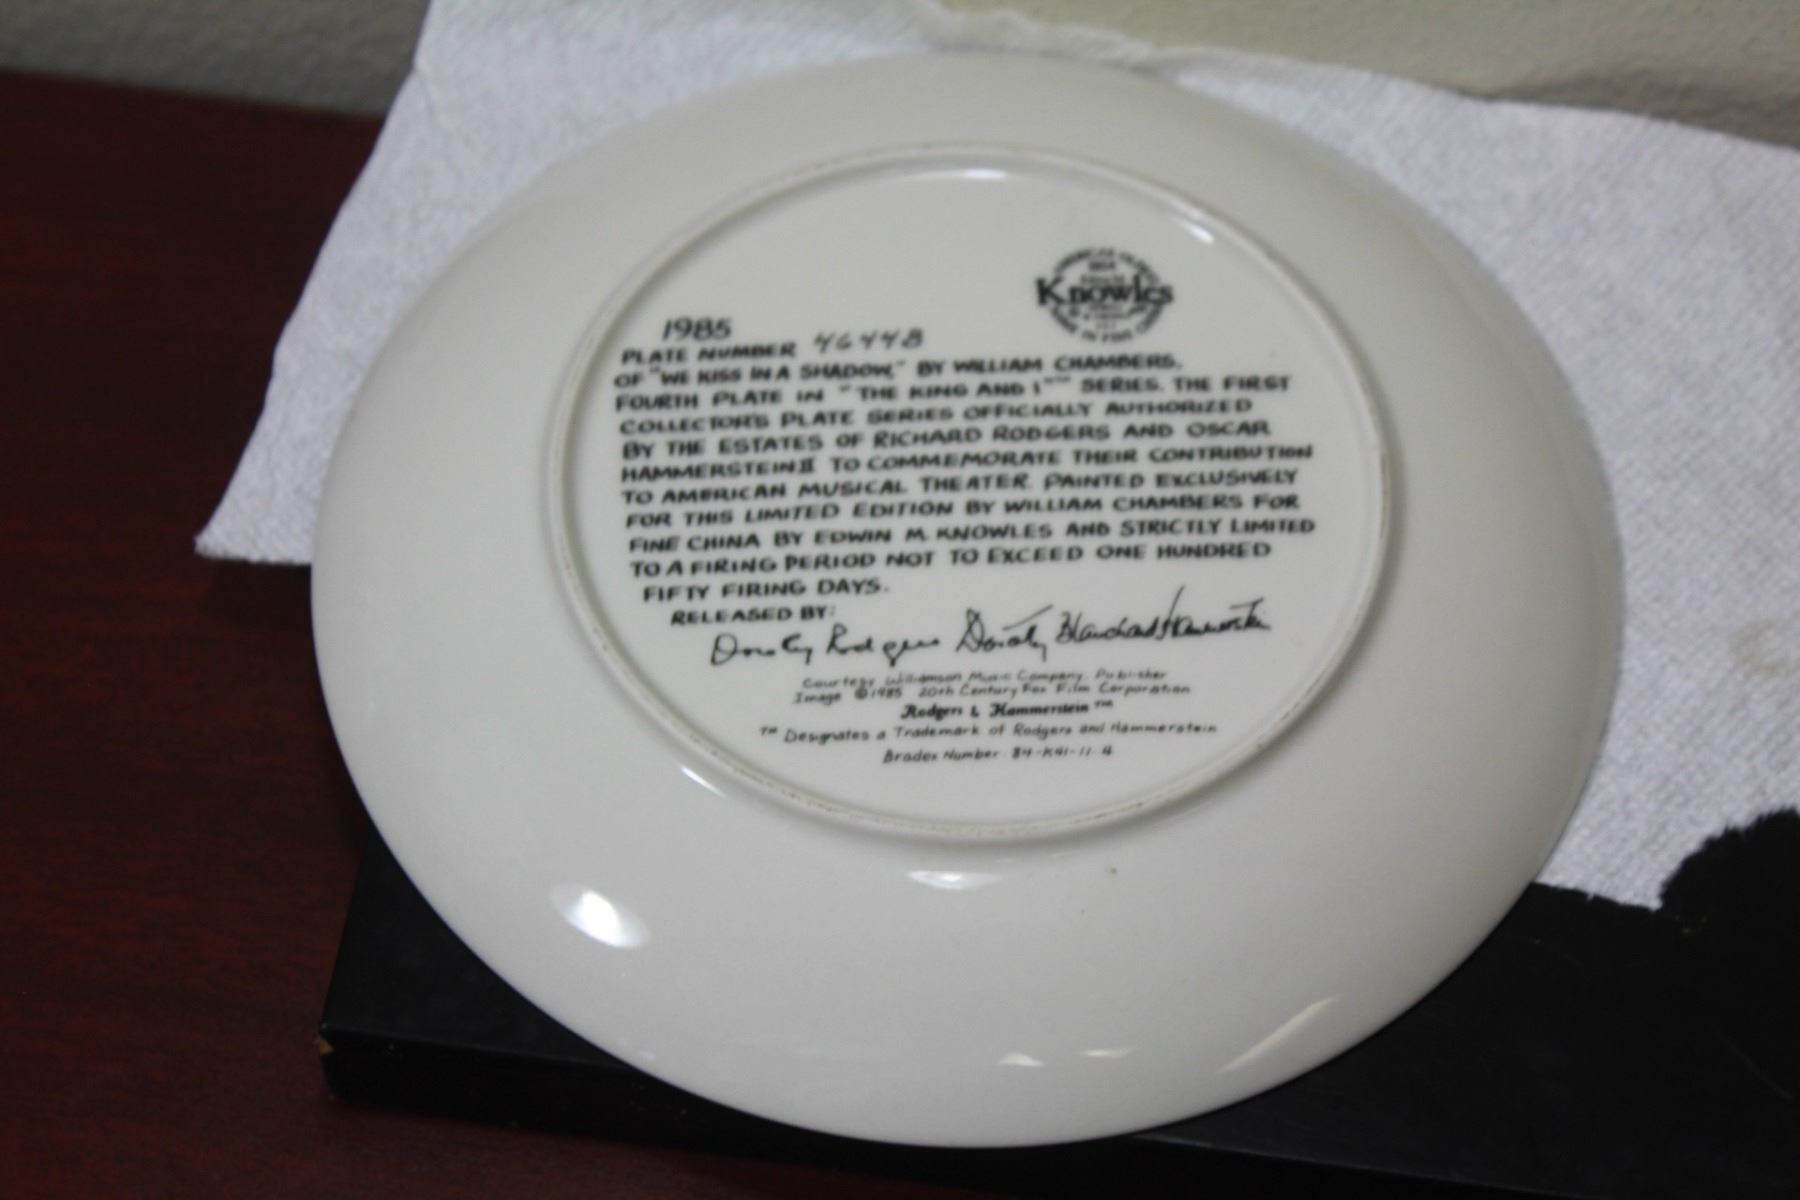 Knowles
1985
PLATE NUMBER 46448
OF "WE KISS IN A SHADOW," BY WILLIAM CHAMBERS,
FOURTH PLATE IN "THE KING AND I"™ SERIES. THE FIRST
COLLECTOR'S PLATE SERIES OFFICIALLY AUTHORIZED
BY THE ESTATES OF RICHARD RODGERS AND OSCAR
HAMMERSTEIN II TO COMMEMORATE THEIR CONTRIBUTION
TO AMERICAN MUSICAL THEATER. PAINTED EXCLUSIVELY
FOR THIS LIMITED EDITION BY WILLIAM CHAMBERS FOR
FINE CHINA BY EDWIN M. KNOWLES AND STRICTLY LIMITED
TO A FIRING PERIOD NOT TO EXCEED ONE HUNDRED
FIFTY FIRING DAYS.
RELEASED BY:
Dorothy Rodgers Dorothy Blanchard Hammerstein
Courtesy Williamson Music Company, Publisher
Image ©1985 20th Century Fox Film Corporation
Rodgers & Hammerstein™
™ Designates a Trademark of Rodgers and Hammerstein
Bradex Number: 84-K41-11.4